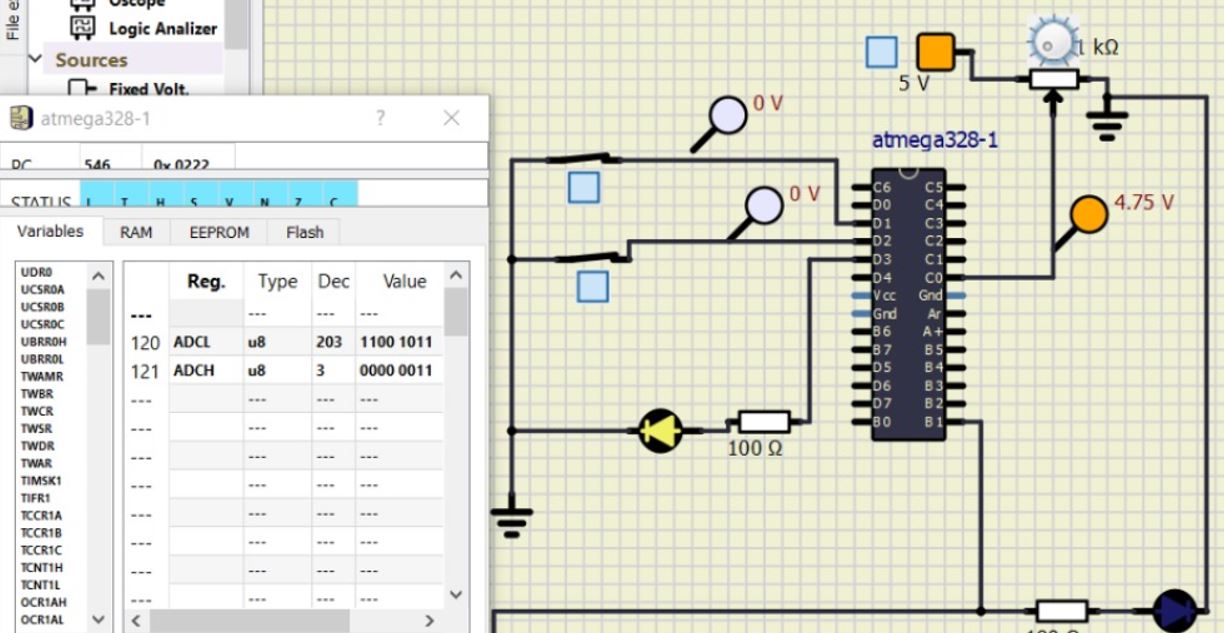 File e
Oscope
Logic Analizer
Sources
Fixed Volt.
atmega328-1
?
PC 546 0x 0222
STATUS I T H S V N Z C
Variables RAM EEPROM Flash
UDR0
UCSR0A
UCSR0B
UCSR0C
UBRR0H
UBRR0L
TWAMR
TWBR
TWCR
TWSR
TWDR
TWAR
TIMSK1
TIFR1
TCCR1A
TCCR1B
TCCR1C
TCNT1H
TCNT1L
OCR1AH
OCR1AL
Reg. Type Dec Value
--- --- --- ---
120 ADCL u8 203 1100 1011
121 ADCH u8 3 0000 0011
--- --- --- ---
--- --- --- ---
--- --- --- ---
--- --- --- ---
--- --- --- ---
--- --- --- ---
--- --- --- ---
--- --- --- ---
0 V
0 V
5 V
1 kΩ
4.75 V
atmega328-1
C6 C5
D0 C4
D1 C3
D2 C2
D3 C1
D4 C0
Vcc Gnd
Gnd Ar
B6 A+
B7 B5
D5 B4
D6 B3
D7 B2
B0 B1
100 Ω